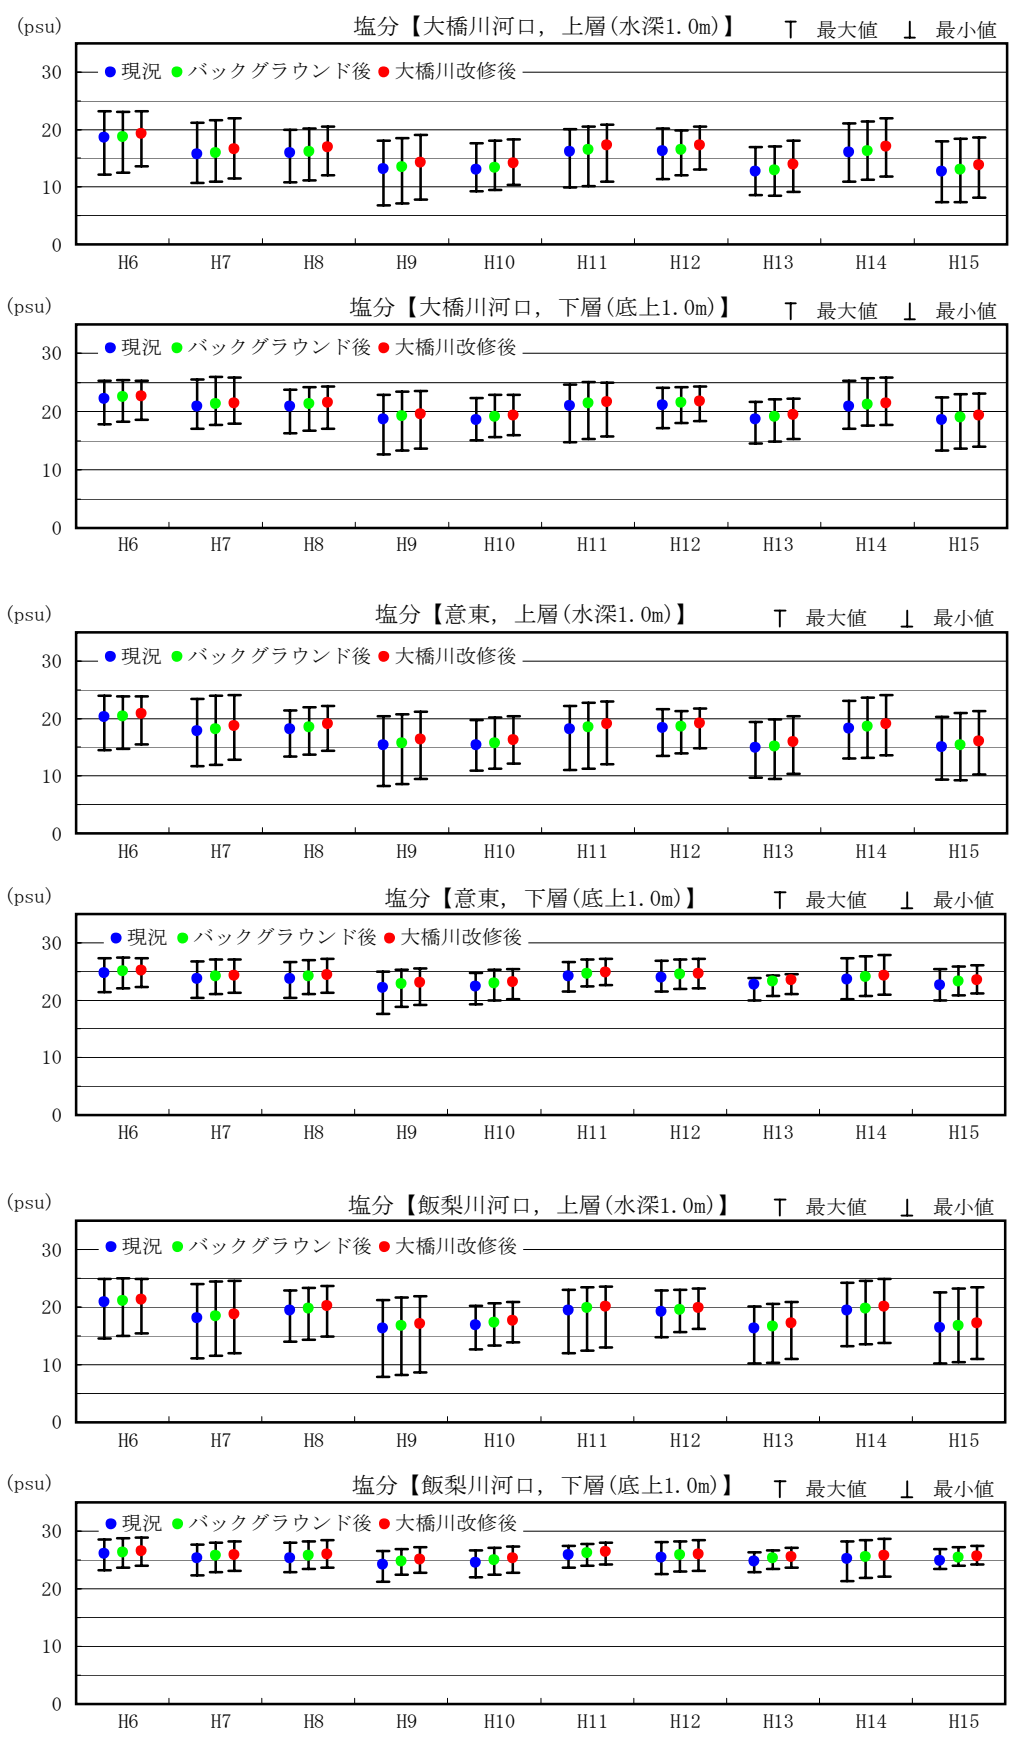 (psu) 塩分【大橋川河口，上層(水深1.0m)】 最大値 最小値
30
現況 バックグラウンド後 大橋川改修後
20
10
0
H6 H7 H8 H9 H10 H11 H12 H13 H14 H15
(psu) 塩分【大橋川河口，下層(底上1.0m)】 最大値 最小値
30
現況 バックグラウンド後 大橋川改修後
20
10
0
H6 H7 H8 H9 H10 H11 H12 H13 H14 H15
(psu) 塩分【意東，上層(水深1.0m)】 最大値 最小値
30
現況 バックグラウンド後 大橋川改修後
20
10
0
H6 H7 H8 H9 H10 H11 H12 H13 H14 H15
(psu) 塩分【意東，下層(底上1.0m)】 最大値 最小値
30
現況 バックグラウンド後 大橋川改修後
20
10
0
H6 H7 H8 H9 H10 H11 H12 H13 H14 H15
(psu) 塩分【飯梨川河口，上層(水深1.0m)】 最大値 最小値
30
現況 バックグラウンド後 大橋川改修後
20
10
0
H6 H7 H8 H9 H10 H11 H12 H13 H14 H15
(psu) 塩分【飯梨川河口，下層(底上1.0m)】 最大値 最小値
30
現況 バックグラウンド後 大橋川改修後
20
10
0
H6 H7 H8 H9 H10 H11 H12 H13 H14 H15